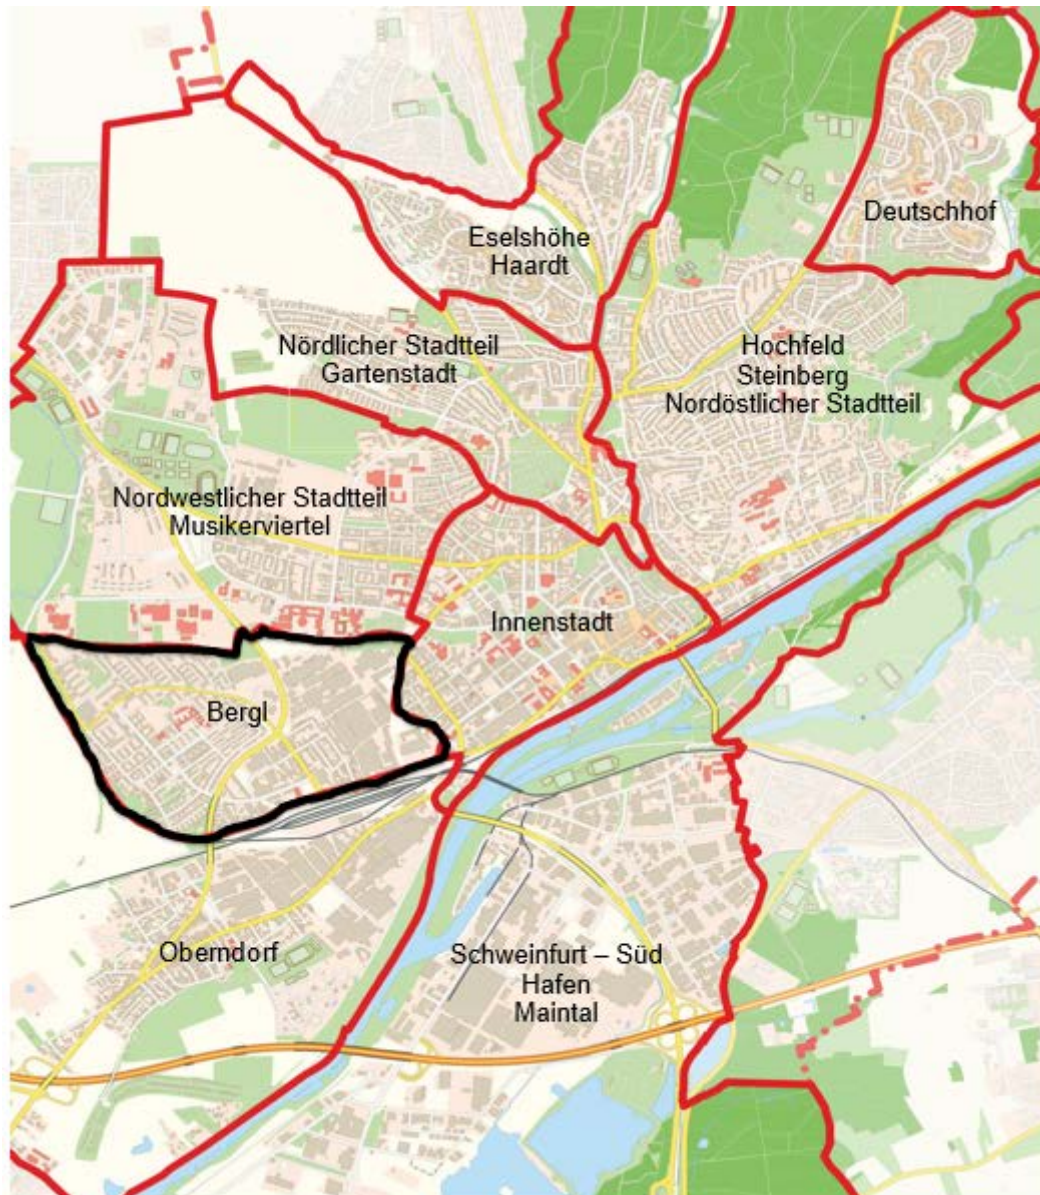 Deutschhof
Eselshöhe
Haardt
Nördlicher Stadtteil
Gartenstadt
Hochfeld
Steinberg
Nordöstlicher Stadtteil
Nordwestlicher Stadtteil
Musikerviertel
Innenstadt
Bergl
Oberndorf
Schweinfurt – Süd
Hafen
Maintal